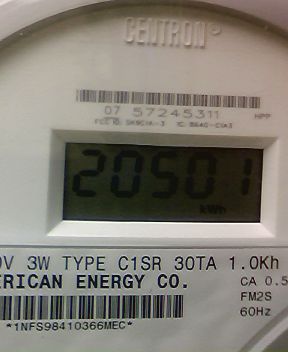 CENTRON®
07 57245311
HPP
20501
kWh
0V 3W TYPE C1SR 30TA 1.0Kh
ERICAN ENERGY CO.
CA 0.5
FM2S
60Hz
*1NFS98410366MEC*